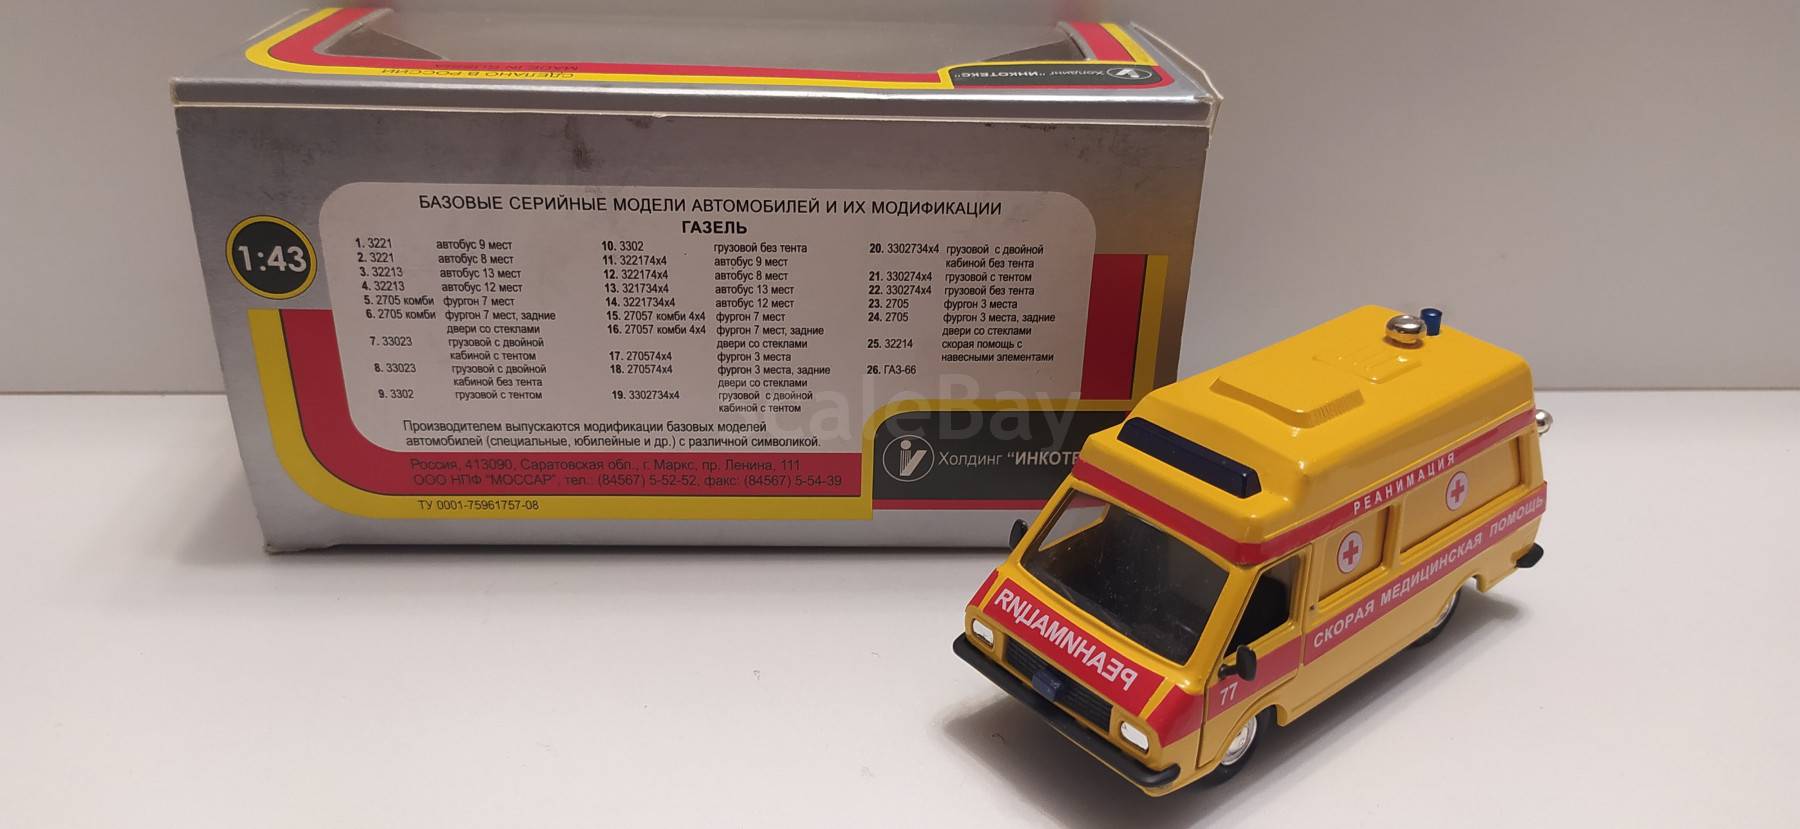 СДЕЛАНО В РОССИИ
MADE IN RUSSIA
Холдинг "ИНКОТЕКС"
БАЗОВЫЕ СЕРИЙНЫЕ МОДЕЛИ АВТОМОБИЛЕЙ И ИХ МОДИФИКАЦИИ
ГАЗЕЛЬ
1:43
1. 3221 автобус 9 мест
2. 3221 автобус 8 мест
3. 32213 автобус 13 мест
4. 32213 автобус 12 мест
5. 2705 комби фургон 7 мест
6. 2705 комби фургон 7 мест, задние
двери со стеклами
7. 33023 грузовой с двойной
кабиной с тентом
8. 33023 грузовой с двойной
кабиной без тента
9. 3302 грузовой с тентом
10. 3302 грузовой без тента
11. 322174х4 автобус 9 мест
12. 322174х4 автобус 8 мест
13. 321734х4 автобус 13 мест
14. 3221734х4 автобус 12 мест
15. 27057 комби 4х4 фургон 7 мест
16. 27057 комби 4х4 фургон 7 мест, задние
двери со стеклами
17. 270574х4 фургон 3 места
18. 270574х4 фургон 3 места, задние
двери со стеклами
19. 3302734х4 грузовой с двойной
кабиной с тентом
20. 3302734х4 грузовой с двойной
кабиной без тента
21. 330274х4 грузовой с тентом
22. 330274х4 грузовой без тента
23. 2705 фургон 3 места
24. 2705 фургон 3 места, задние
двери со стеклами
25. 32214 скорая помощь с
навесными элементами
26. ГАЗ-66
Производителем выпускаются модификации базовых моделей
автомобилей (специальные, юбилейные и др.) с различной символикой.
Россия, 413090, Саратовская обл., г. Маркс, пр. Ленина, 111
ООО НПФ "МОССАР", тел.: (84567) 5-52-52, факс: (84567) 5-54-39
ТУ 0001-75961757-08
Холдинг "ИНКОТЕ
caleBay
РЕАНИМАЦИЯ
СКОРАЯ МЕДИЦИНСКАЯ ПОМОЩЬ
РЕАНИМАЦИЯ
77